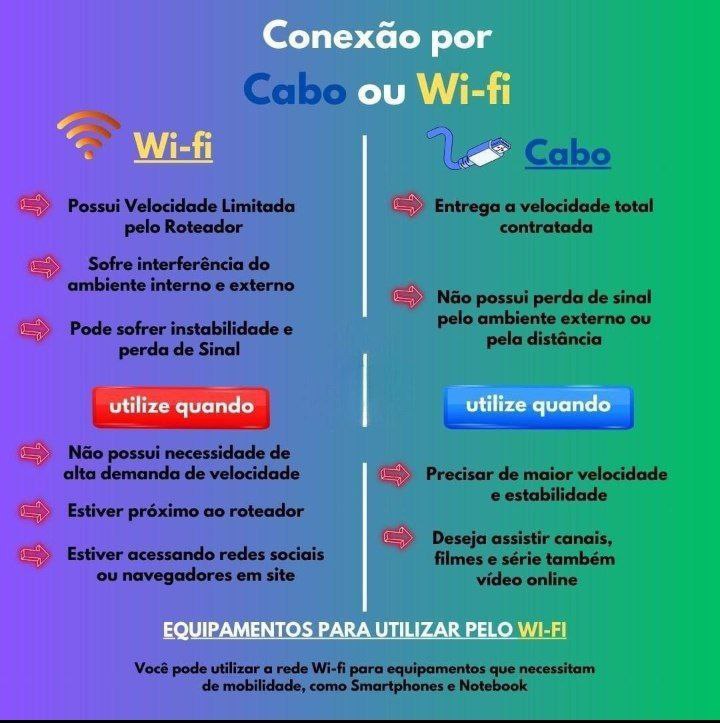 Conexão por
Cabo ou Wi-fi
Wi-fi
Possui Velocidade Limitada
pelo Roteador
Sofre interferência do
ambiente interno e externo
Pode sofrer instabilidade e
perda de Sinal
utilize quando
Não possui necessidade de
alta demanda de velocidade
Estiver próximo ao roteador
Estiver acessando redes sociais
ou navegadores em site
Cabo
Entrega a velocidade total
contratada
Não possui perda de sinal
pelo ambiente externo ou
pela distância
utilize quando
Precisar de maior velocidade
e estabilidade
Deseja assistir canais,
filmes e série também
vídeo online
EQUIPAMENTOS PARA UTILIZAR PELO WI-FI
Você pode utilizar a rede Wi-fi para equipamentos que necessitam
de mobilidade, como Smartphones e Notebook